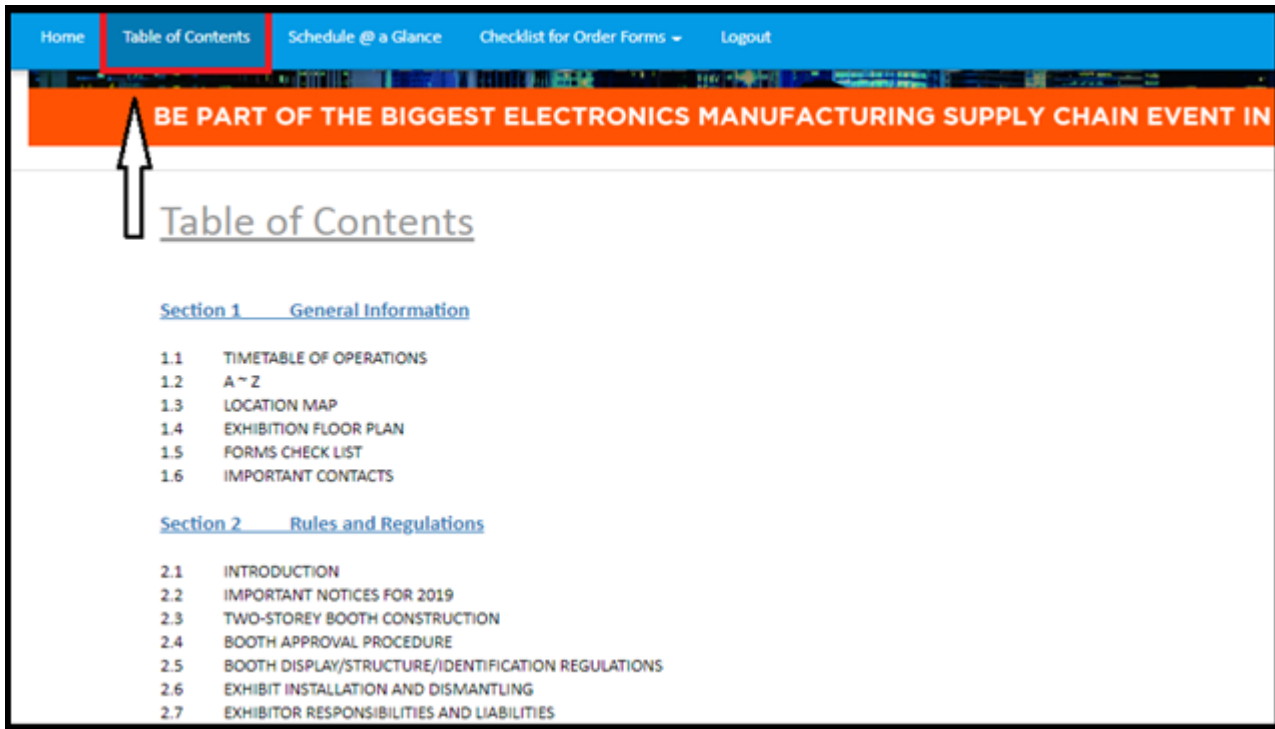 Home Table of Contents Schedule @ a Glance Checklist for Order Forms Logout
BE PART OF THE BIGGEST ELECTRONICS MANUFACTURING SUPPLY CHAIN EVENT IN
Table of Contents
Section 1 General Information
1.1 TIMETABLE OF OPERATIONS
1.2 A ~ Z
1.3 LOCATION MAP
1.4 EXHIBITION FLOOR PLAN
1.5 FORMS CHECK LIST
1.6 IMPORTANT CONTACTS
Section 2 Rules and Regulations
2.1 INTRODUCTION
2.2 IMPORTANT NOTICES FOR 2019
2.3 TWO-STOREY BOOTH CONSTRUCTION
2.4 BOOTH APPROVAL PROCEDURE
2.5 BOOTH DISPLAY/STRUCTURE/IDENTIFICATION REGULATIONS
2.6 EXHIBIT INSTALLATION AND DISMANTLING
2.7 EXHIBITOR RESPONSIBILITIES AND LIABILITIES